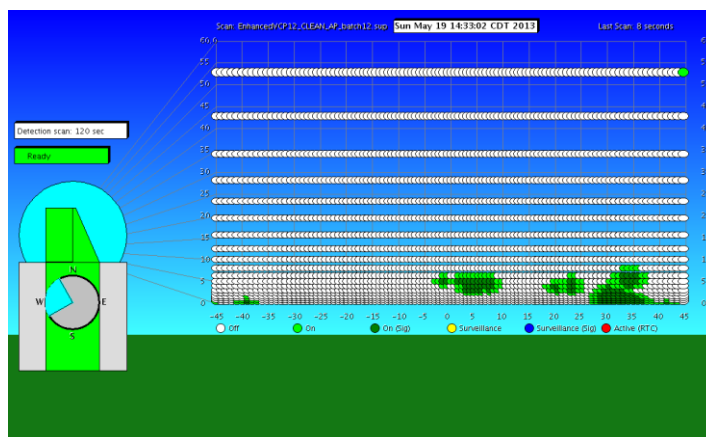 Scan: EnhancedVCP12_CLEAN_AP_batch12.sup Sun May 19 14:33:02 CDT 2013 Last Scan: 8 seconds
60.0
55
50
45
40
35
30
25
20
15
10
5
0
Detection scan: 120 sec
Ready
N
W E
S
-45 -40 -35 -30 -25 -20 -15 -10 -5 0 5 10 15 20 25 30 35 40 45
Off On On (Sig) Surveillance Surveillance (Sig) Active (RTC)